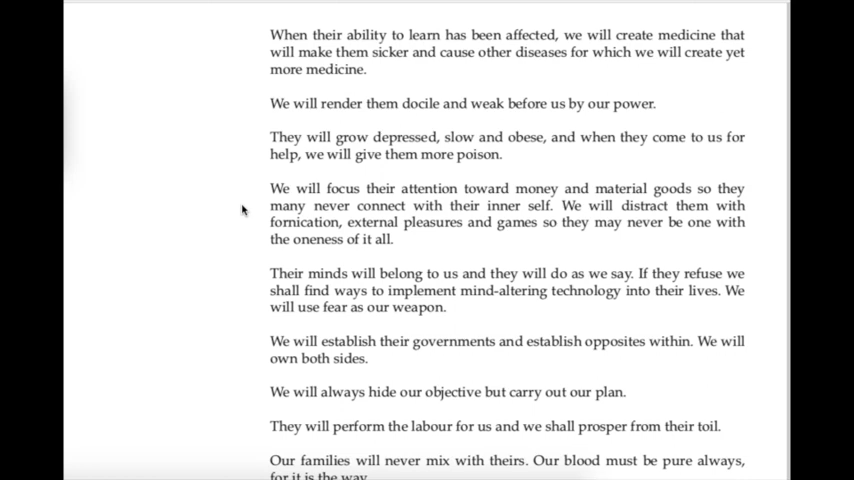 When their ability to learn has been affected, we will create medicine that
will make them sicker and cause other diseases for which we will create yet
more medicine.
We will render them docile and weak before us by our power.
They will grow depressed, slow and obese, and when they come to us for
help, we will give them more poison.
We will focus their attention toward money and material goods so they
many never connect with their inner self. We will distract them with
fornication, external pleasures and games so they may never be one with
the oneness of it all.
Their minds will belong to us and they will do as we say. If they refuse we
shall find ways to implement mind-altering technology into their lives. We
will use fear as our weapon.
We will establish their governments and establish opposites within. We will
own both sides.
We will always hide our objective but carry out our plan.
They will perform the labour for us and we shall prosper from their toil.
Our families will never mix with theirs. Our blood must be pure always,
for it is the way